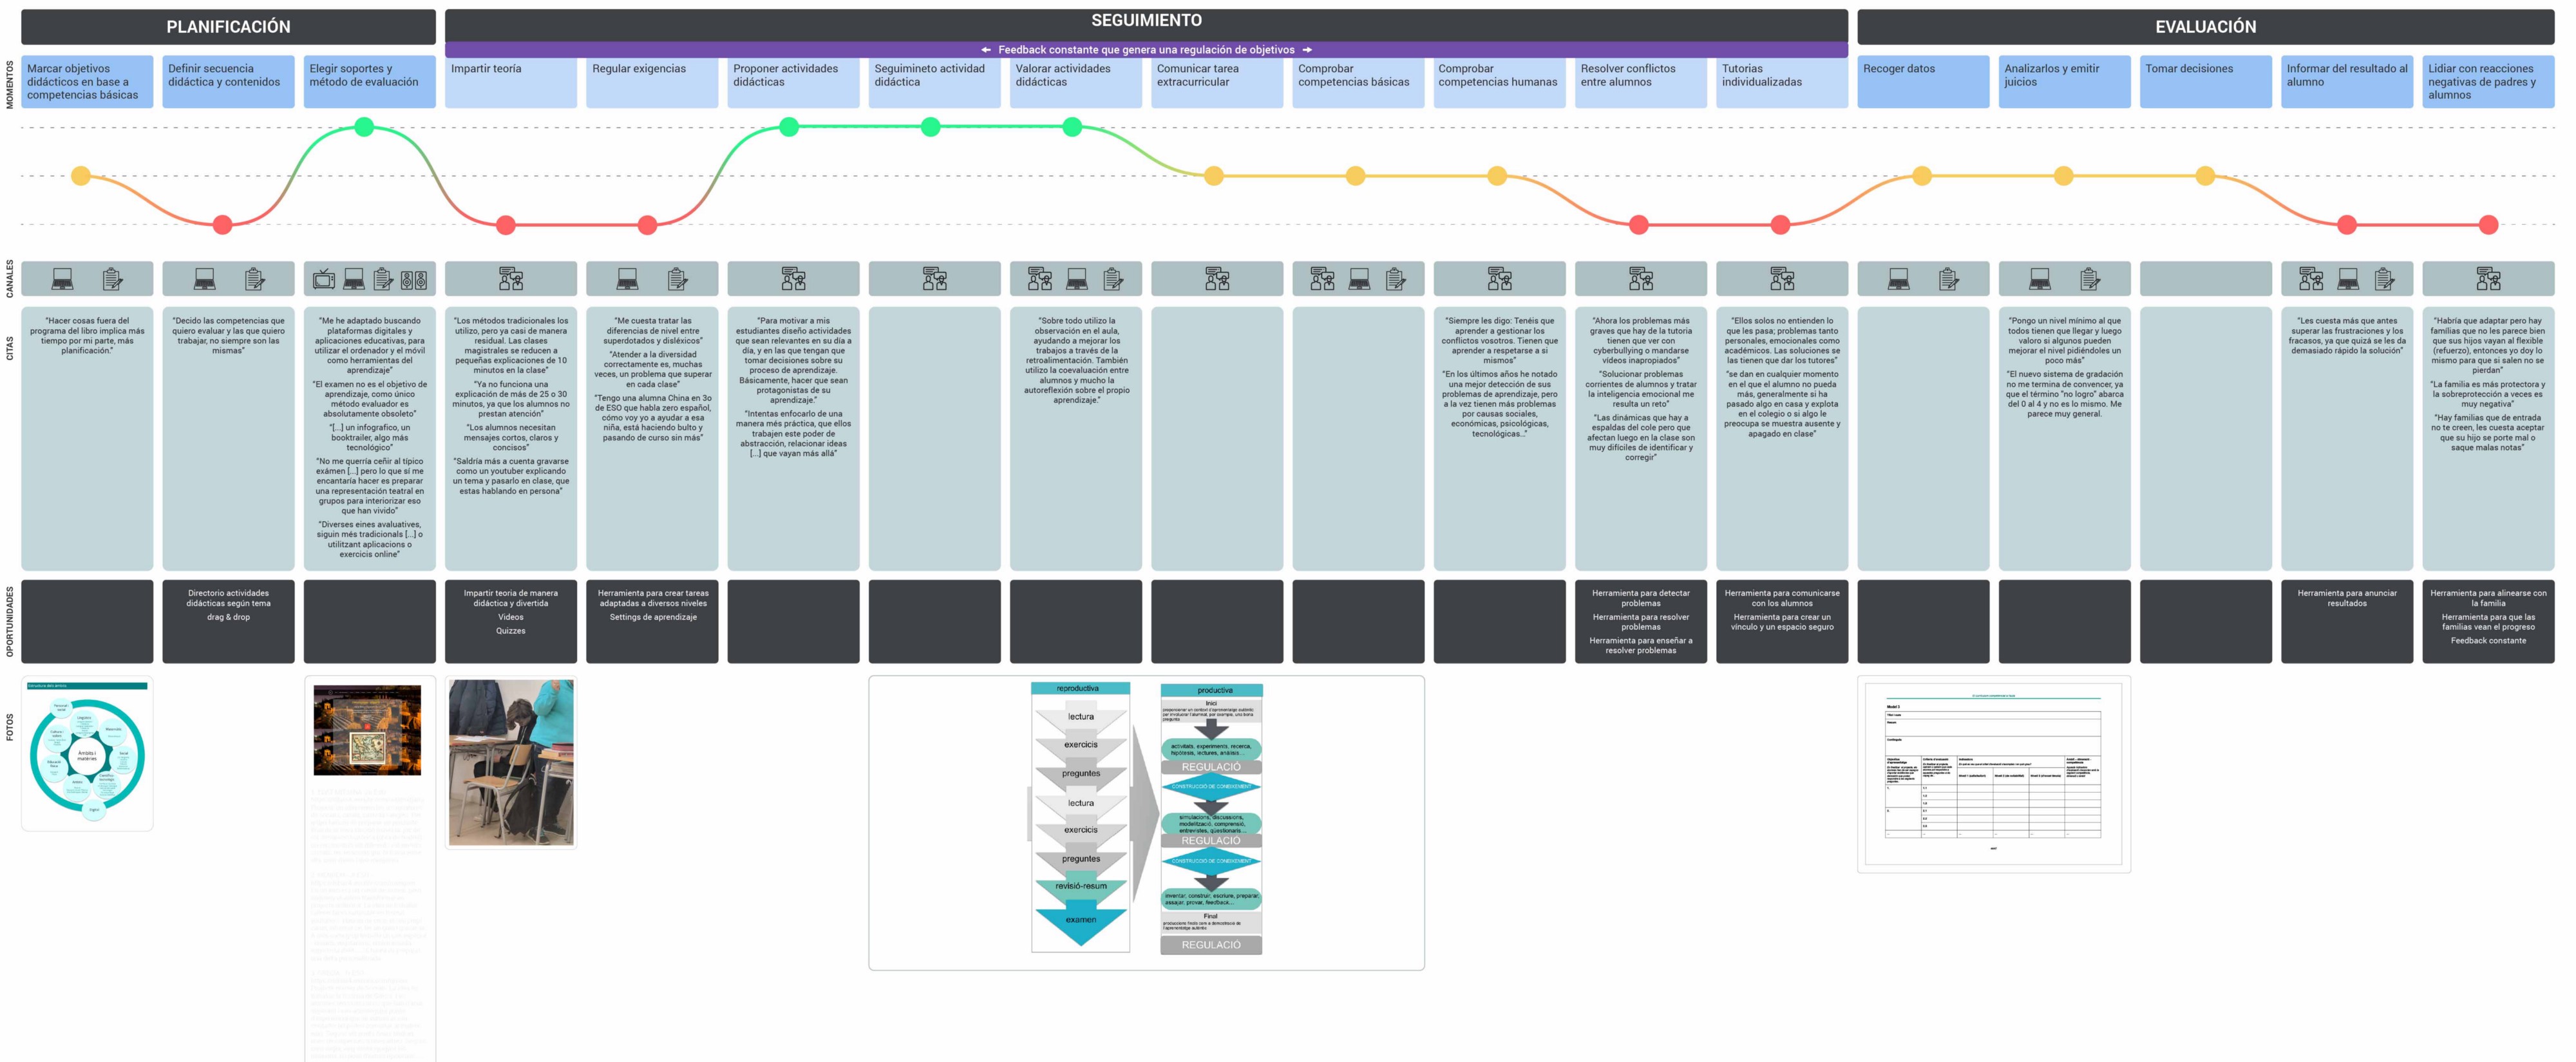 PLANIFICACIÓN
SEGUIMIENTO
EVALUACIÓN
← Feedback constante que genera una regulación de objetivos →
MOMENTOS
Marcar objetivos
didácticos en base a
competencias básicas
Definir secuencia
didáctica y contenidos
Elegir soportes y
método de evaluación
Impartir teoría
Regular exigencias
Proponer actividades
didácticas
Seguimineto actividad
didáctica
Valorar actividades
didácticas
Comunicar tarea
extracurricular
Comprobar
competencias básicas
Comprobar
competencias humanas
Resolver conflictos
entre alumnos
Tutorias
individualizadas
Recoger datos
Analizarlos y emitir
juicios
Tomar decisiones
Informar del resultado al
alumno
Lidiar con reacciones
negativas de padres y
alumnos
CANALES
CITAS
"Hacer cosas fuera del
programa del libro implica más
tiempo por mi parte, más
planificación."
"Decido las competencias que
quiero evaluar y las que quiero
trabajar, no siempre son las
mismas"
"Me he adaptado buscando
plataformas digitales y
aplicaciones educativas, para
utilizar el ordenador y el móvil
como herramientas del
aprendizaje"
"El examen no es el objetivo de
aprendizaje, como único
método evaluador es
absolutamente obsoleto"
"[...] un infografico, un
booktrailer, algo más
tecnológico"
"No me querría ceñir al típico
exámen [...] pero lo que sí me
encantaría hacer es preparar
una representación teatral en
grupos para interiorizar eso
que han vivido"
"Diverses eines avaluatives,
siguin més tradicionals [...] o
utilitzant aplicacions o
exercicis online"
"Los métodos tradicionales los
utilizo, pero ya casi de manera
residual. Las clases
magistrales se reducen a
pequeñas explicaciones de 10
minutos en la clase"
"Ya no funciona una
explicación de más de 25 o 30
minutos, ya que los alumnos no
prestan atención"
"Los alumnos necesitan
mensajes cortos, claros y
concisos"
"Saldría más a cuenta gravarse
como un youtuber explicando
un tema y pasarlo en clase, que
estas hablando en persona"
"Me cuesta tratar las
diferencias de nivel entre
superdotados y disléxicos"
"Atender a la diversidad
correctamente es, muchas
veces, un problema que superar
en cada clase"
"Tengo una alumna China en 3o
de ESO que habla zero español,
cómo voy yo a ayudar a esa
niña, está haciendo bulto y
pasando de curso sin más"
"Para motivar a mis
estudiantes diseño actividades
que sean relevantes en su día a
día, y en las que tengan que
tomar decisiones sobre su
proceso de aprendizaje.
Básicamente, hacer que sean
protagonistas de su
aprendizaje."
"Intentas enfocarlo de una
manera més práctica, que ellos
trabajen este poder de
abstracción, relacionar ideas
[...] que vayan más allá"
"Sobre todo utilizo la
observación en el aula,
ayudando a mejorar los
trabajos a través de la
retroalimentación. También
utilizo la coevaluación entre
alumnos y mucho la
autoreflexión sobre el propio
aprendizaje."
"Siempre les digo: Tenéis que
aprender a gestionar los
conflictos vosotros. Tienen que
aprender a respetarse a si
mismos"
"En los últimos años he notado
una mejor detección de sus
problemas de aprendizaje, pero
a la vez tienen más problemas
por causas sociales,
económicas, psicológicas,
tecnológicas..."
"Ahora los problemas más
graves que hay de la tutoria
tienen que ver con
cyberbullying o mandarse
vídeos inapropiados"
"Solucionar problemas
corrientes de alumnos y tratar
la inteligencia emocional me
resulta un reto"
"Las dinámicas que hay a
espaldas del cole pero que
afectan luego en la clase son
muy difíciles de identificar y
corregir"
"Ellos solos no entienden lo
que les pasa; problemas tanto
personales, emocionales como
académicos. Las soluciones se
las tienen que dar los tutores"
"se dan en cualquier momento
en el que el alumno no pueda
más, generalmente si ha
pasado algo en casa y explota
en el colegio o si algo le
preocupa se muestra ausente y
apagado en clase"
"Pongo un nivel mínimo al que
todos tienen que llegar y luego
valoro si algunos pueden
mejorar el nivel pidiéndoles un
poco más"
"El nuevo sistema de gradación
no me termina de convencer, ya
que el término "no logro" abarca
del 0 al 4 y no es lo mismo. Me
parece muy general.
"Les cuesta más que antes
superar las frustraciones y los
fracasos, ya que quizá se les da
demasiado rápido la solución"
"Habría que adaptar pero hay
familias que no les parece bien
que sus hijos vayan al flexible
(refuerzo), entonces yo doy lo
mismo para que si salen no se
pierdan"
"La familia es más protectora y
la sobreprotección a veces es
muy negativa"
"Hay familias que de entrada
no te creen, les cuesta aceptar
que su hijo se porte mal o
saque malas notas"
OPORTUNIDADES
Directorio actividades
didácticas según tema
drag & drop
Impartir teoria de manera
didáctica y divertida
Videos
Quizzes
Herramienta para crear tareas
adaptadas a diversos niveles
Settings de aprendizaje
Herramienta para detectar
problemas
Herramienta para resolver
problemas
Herramienta para enseñar a
resolver problemas
Herramienta para comunicarse
con los alumnos
Herramienta para crear un
vínculo y un espacio seguro
Herramienta para anunciar
resultados
Herramienta para alinearse con
la familia
Herramienta para que las
familias vean el progreso
Feedback constante
FOTOS
Àmbits i
matèries
Digital
reproductiva
lectura
exercicis
preguntes
lectura
exercicis
preguntes
revisió-resum
examen
productiva
Inici
activitats, experiments, recerca,
hipòtesis, lectures, anàlisis...
REGULACIÓ
CONSTRUCCIÓ DE CONEIXEMENT
simulacions, discussions,
modelització, comprensió,
entrevistes, qüestionaris...
REGULACIÓ
CONSTRUCCIÓ DE CONEIXEMENT
inventar, construir, escriure, preparar,
assajar, provar, feedback...
Final
REGULACIÓ